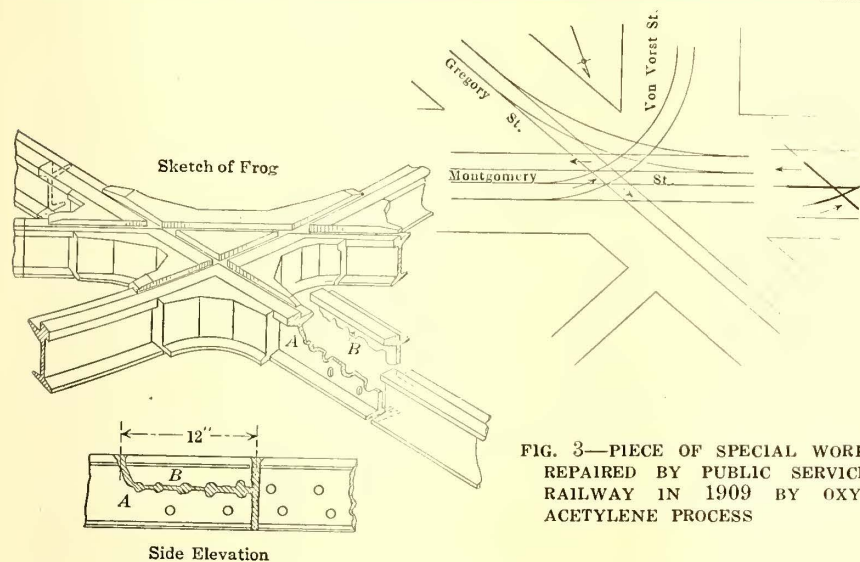 Von Vorst St.
Gregory
St.
Sketch of Frog
Montgomery
St.
A
B
12"
B
A
Side Elevation
FIG. 3—PIECE OF SPECIAL WORK
REPAIRED BY PUBLIC SERVIC
RAILWAY IN 1909 BY OXY
ACETYLENE PROCESS